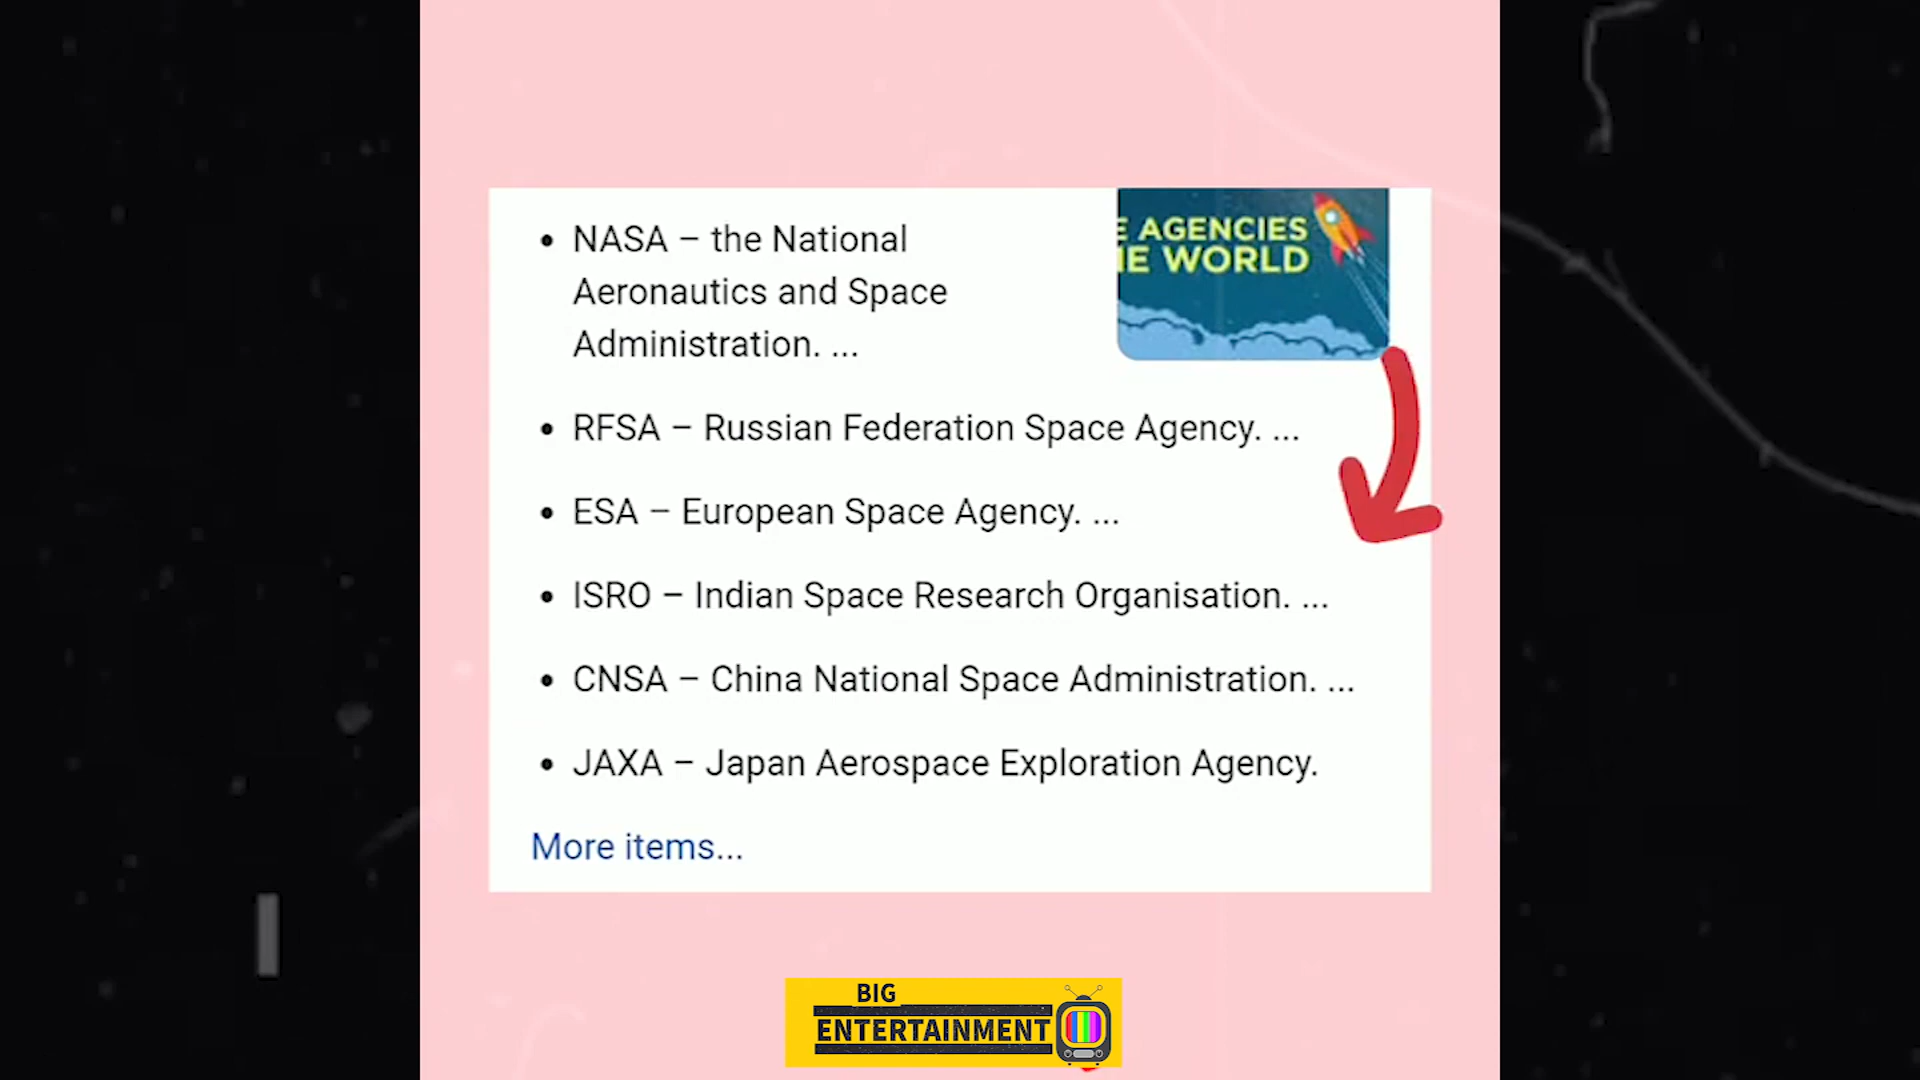 E AGENCIES
IE WORLD
NASA – the National
Aeronautics and Space
Administration. ...
RFSA – Russian Federation Space Agency. ...
ESA – European Space Agency. ...
ISRO – Indian Space Research Organisation. ...
CNSA – China National Space Administration. ...
JAXA – Japan Aerospace Exploration Agency.
More items...
BIG
ENTERTAINMENT